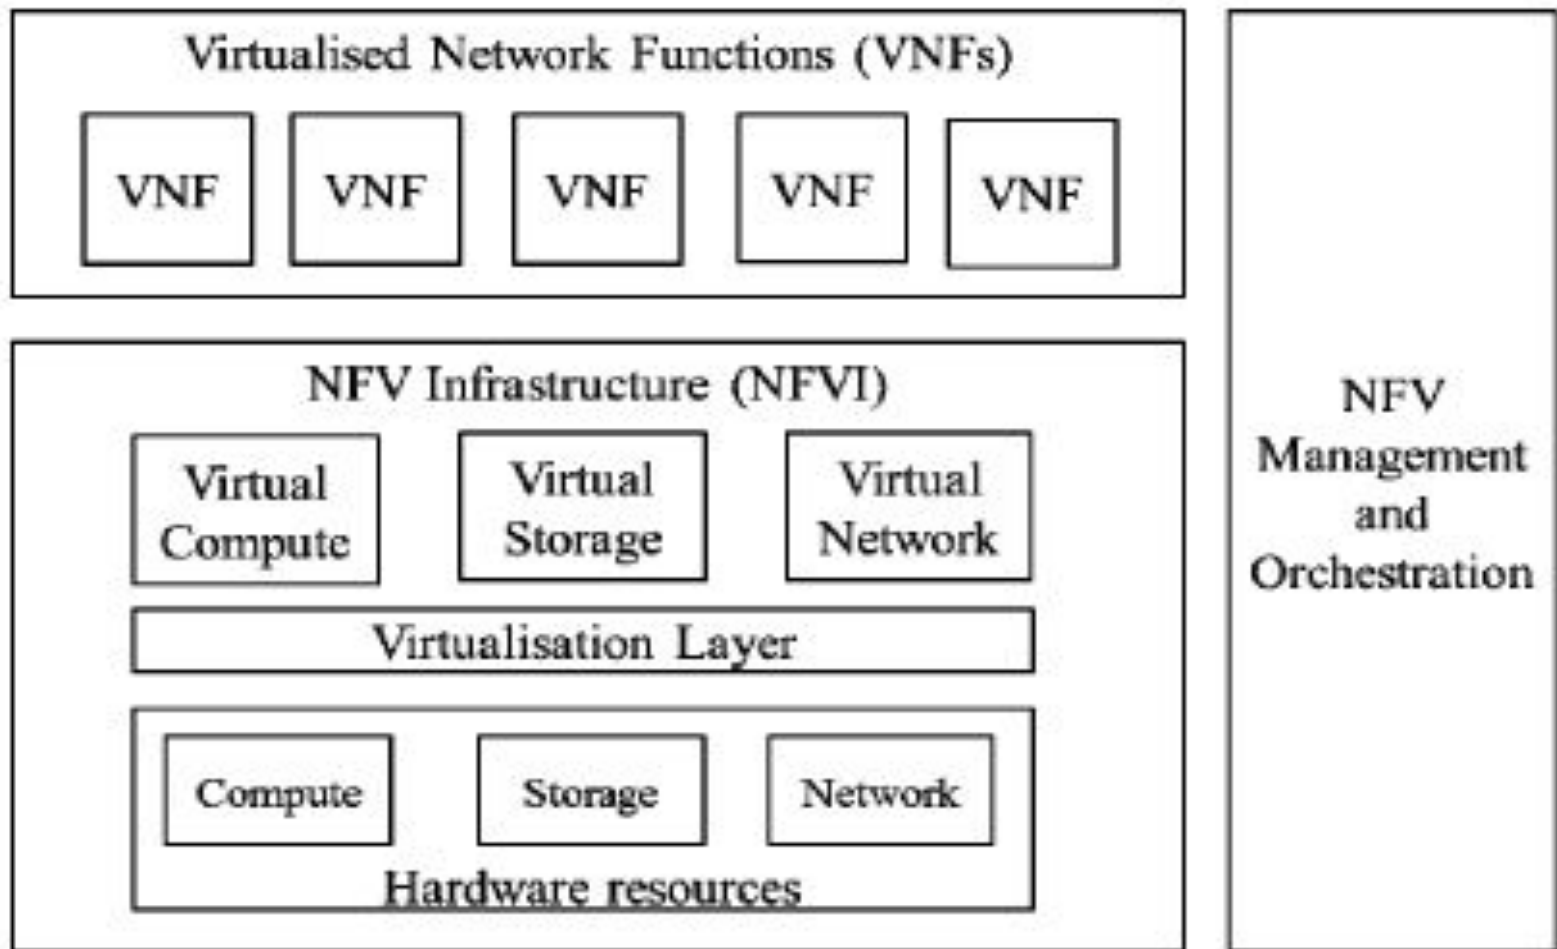 Virtualised Network Functions (VNFs)
VNF
VNF
VNF
VNF
VNF
NFV Infrastructure (NFVI)
Virtual
Compute
Virtual
Storage
Virtual
Network
Virtualisation Layer
Compute
Storage
Network
Hardware resources
NFV
Management
and
Orchestration